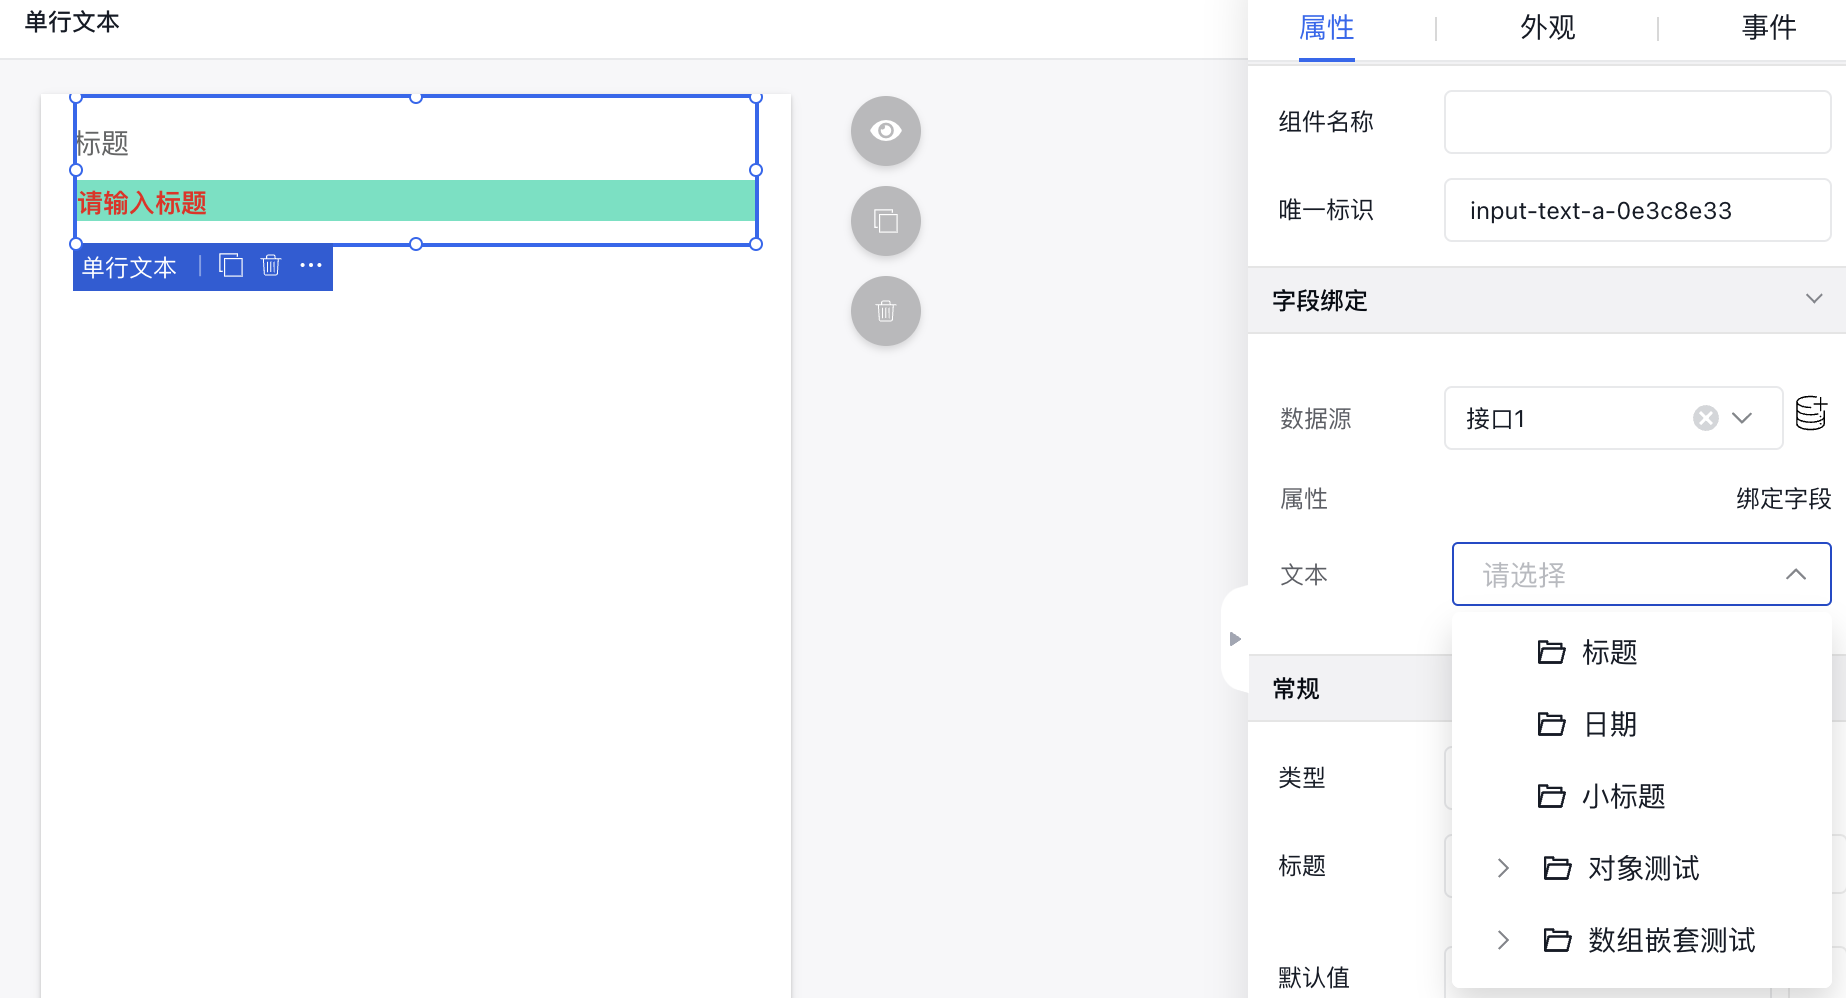 单行文本
标题
请输入标题
单行文本
属性
外观
事件
组件名称
唯一标识
input-text-a-0e3c8e33
字段绑定
数据源
接口1
属性
绑定字段
文本
请选择
标题
日期
小标题
对象测试
数组嵌套测试
常规
类型
标题
默认值